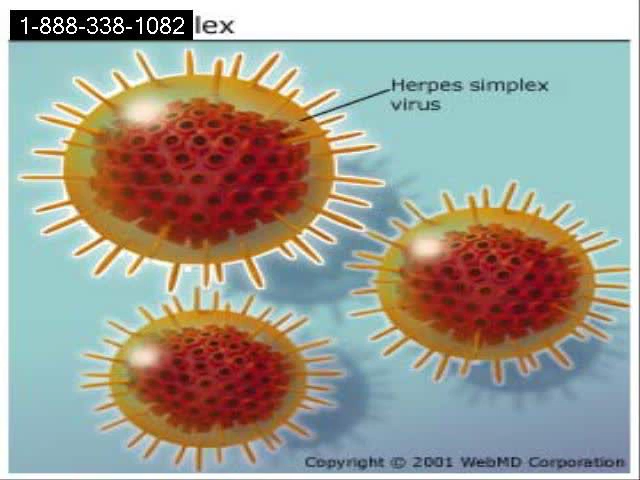 1-888-338-1082 lex
Herpes simplex
virus
Copyright © 2001 WebMD Corporation